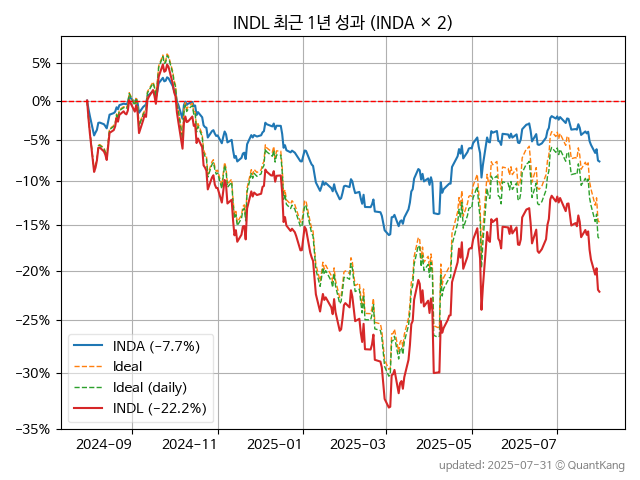 INDL 최근 1년 성과 (INDA × 2)
5%
0%
−5%
−10%
−15%
−20%
−25%
−30%
−35%
INDA (−7.7%)
Ideal
Ideal (daily)
INDL (−22.2%)
2024−09
2024−11
2025−01
2025−03
2025−05
2025−07
updated: 2025-07-31 © QuantKang